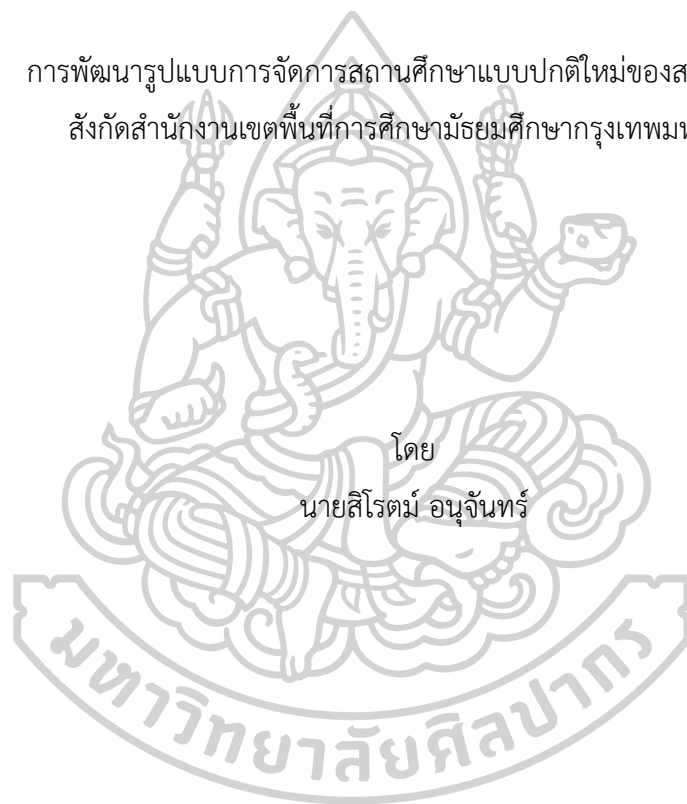 การพัฒนารูปแบบการจัดการสถานศึกษาแบบปกติใหม่ของส
สังกัดสำนักงานเขตพื้นที่การศึกษามัธยมศึกษากรุงเทพม
โดย
นายสิโรตม์ อนุจันทร์
มหาวิทยาลัยศิลปากร